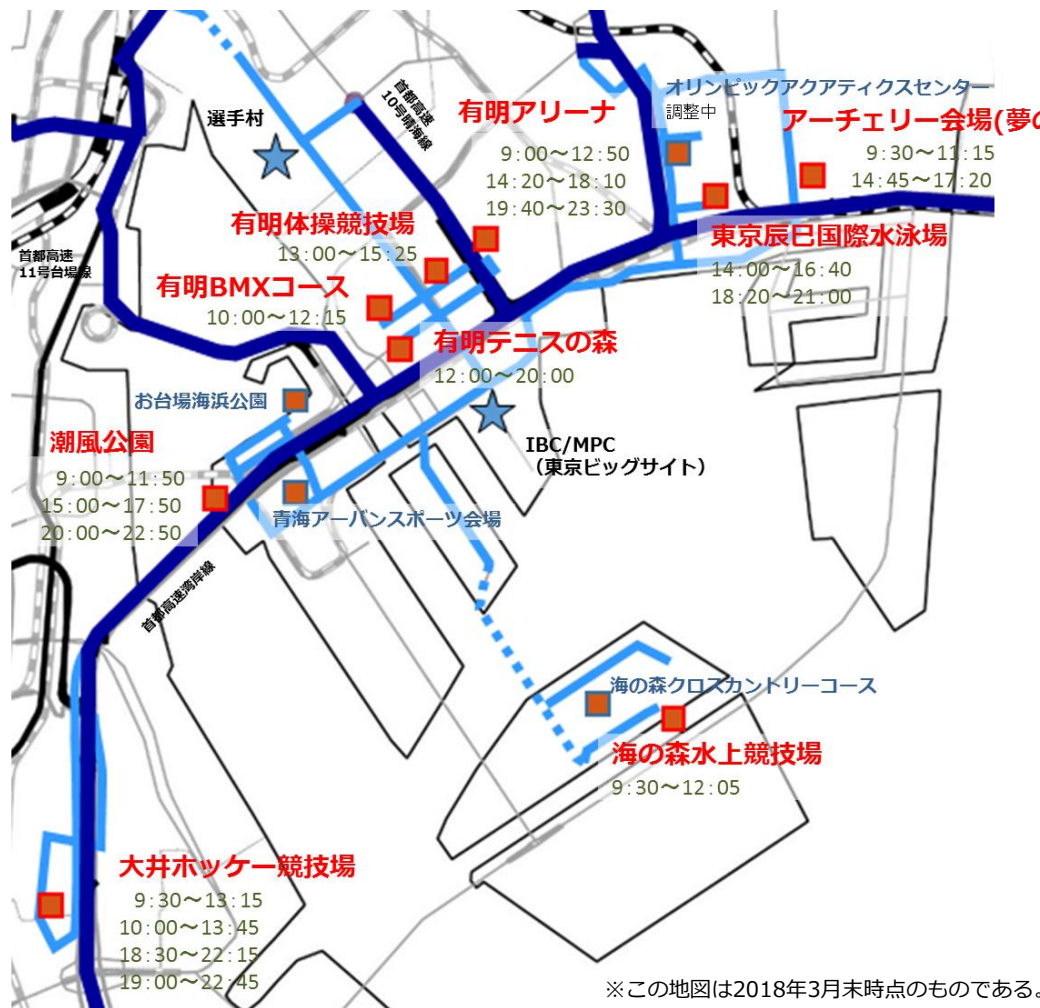 選手村
首都高速
10号晴海線
有明アリーナ
9:00～12:50
14:20～18:10
19:40～23:30
オリンピックアクアティクスセンター
調整中
アーチェリー会場(夢の
9:30～11:15
14:45～17:20
有明体操競技場
13:00～15:25
首都高速
11号台場線
有明BMXコース
10:00～12:15
東京辰巳国際水泳場
14:00～16:40
18:20～21:00
有明テニスの森
12:00～20:00
お台場海浜公園
潮風公園
9:00～11:50
15:00～17:50
20:00～22:50
IBC/MPC
（東京ビッグサイト）
青海アーバンスポーツ会場
首都高速湾岸線
海の森クロスカントリーコース
海の森水上競技場
9:30～12:05
大井ホッケー競技場
9:30～13:15
10:00～13:45
18:30～22:15
19:00～22:45
※この地図は2018年3月末時点のものである。